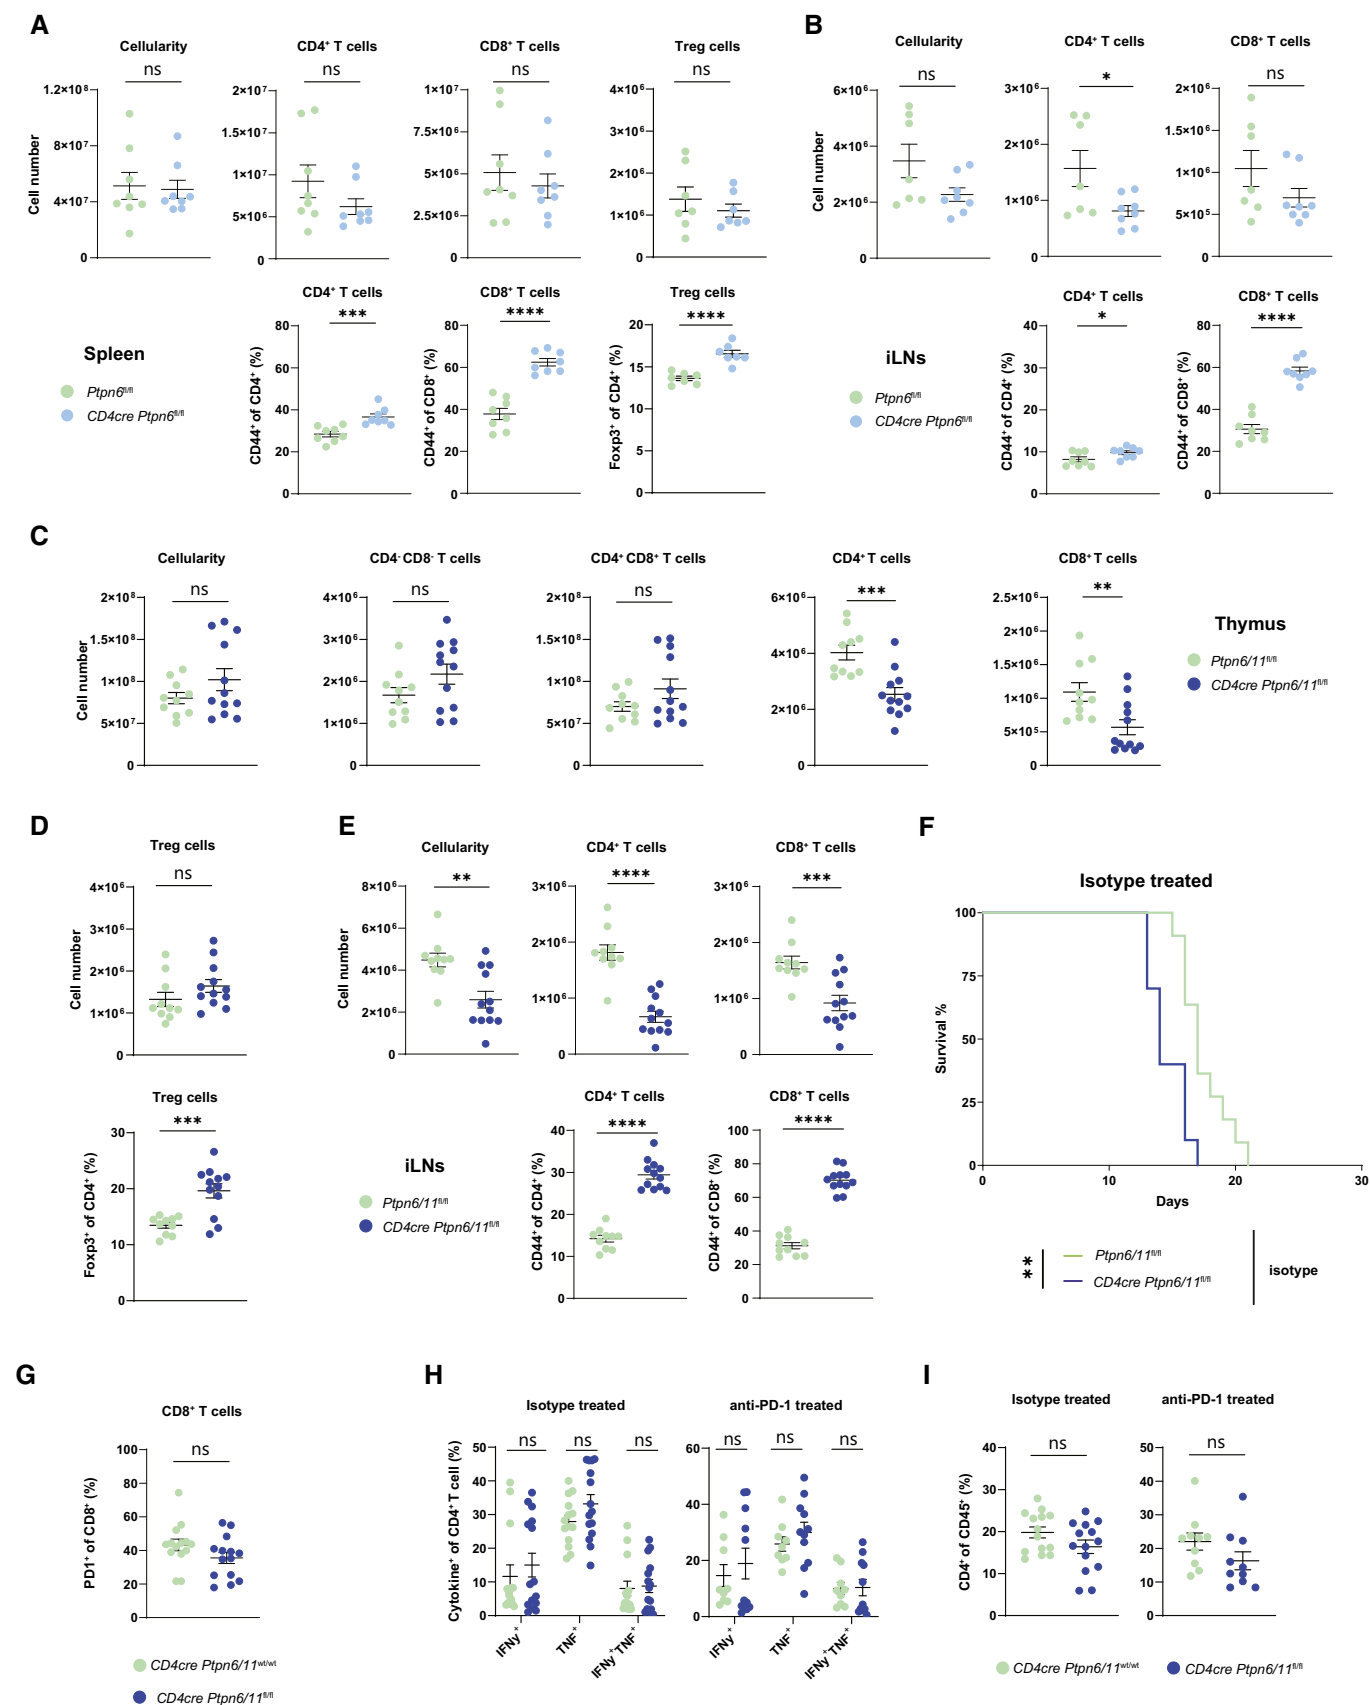 A
B
Cellularity
CD4⁺ T cells
CD8⁺ T cells
Treg cells
Cellularity
CD4⁺ T cells
CD8⁺ T cells
ns
ns
ns
ns
ns
*
ns
Cell number
1.2×10⁸
8×10⁷
4×10⁷
0
2×10⁷
1.5×10⁷
1×10⁷
5×10⁶
0
1×10⁷
7.5×10⁶
5×10⁶
2.5×10⁶
0
4×10⁶
3×10⁶
2×10⁶
1×10⁶
0
Cell number
6×10⁶
4×10⁶
2×10⁶
0
3×10⁶
2×10⁶
1×10⁶
0
2×10⁶
1.5×10⁶
1×10⁶
5×10⁵
0
Spleen
Ptpn6fl/fl
CD4cre Ptpn6fl/fl
CD4⁺ T cells
***
CD44⁺ of CD4⁺ (%)
80
60
40
20
0
CD8⁺ T cells
****
CD44⁺ of CD8⁺ (%)
80
60
40
20
0
Treg cells
****
Foxp3⁺ of CD4⁺ (%)
20
15
10
5
0
iLNs
Ptpn6fl/fl
CD4cre Ptpn6fl/fl
CD4⁺ T cells
*
CD44⁺ of CD4⁺ (%)
40
30
20
10
0
CD8⁺ T cells
****
CD44⁺ of CD8⁺ (%)
80
60
40
20
0
C
Cellularity
CD4⁻CD8⁻ T cells
CD4⁺CD8⁺ T cells
CD4⁺ T cells
CD8⁺ T cells
ns
ns
ns
***
**
Cell number
2×10⁸
1.5×10⁸
1×10⁸
5×10⁷
0
4×10⁶
3×10⁶
2×10⁶
1×10⁶
0
2×10⁸
1.5×10⁸
1×10⁸
5×10⁷
0
6×10⁶
4×10⁶
2×10⁶
0
2.5×10⁶
2×10⁶
1.5×10⁶
1×10⁶
5×10⁵
0
Thymus
Ptpn6/11fl/fl
CD4cre Ptpn6/11fl/fl
D
Treg cells
ns
Cell number
4×10⁶
3×10⁶
2×10⁶
1×10⁶
0
Treg cells
***
Foxp3⁺ of CD4⁺ (%)
30
20
10
0
E
Cellularity
CD4⁺ T cells
CD8⁺ T cells
**
****
***
Cell number
8×10⁶
6×10⁶
4×10⁶
2×10⁶
0
3×10⁶
2×10⁶
1×10⁶
0
3×10⁶
2×10⁶
1×10⁶
0
iLNs
Ptpn6/11fl/fl
CD4cre Ptpn6/11fl/fl
CD4⁺ T cells
****
CD44⁺ of CD4⁺ (%)
40
30
20
10
0
CD8⁺ T cells
****
CD44⁺ of CD8⁺ (%)
100
80
60
40
20
0
F
Isotype treated
Survival %
100
75
50
25
0
0
10
20
30
Days
**
Ptpn6/11fl/fl
CD4cre Ptpn6/11fl/fl
isotype
G
CD8⁺ T cells
ns
PD1⁺ of CD8⁺ (%)
100
80
60
40
20
0
CD4cre Ptpn6/11wt/wt
CD4cre Ptpn6/11fl/fl
H
Isotype treated
anti-PD-1 treated
ns
ns
ns
ns
ns
ns
Cytokine⁺ of CD4⁺ T cell (%)
50
40
30
20
10
0
IFNγ⁺
TNF⁺
IFNγ⁺TNF⁺
60
40
20
0
IFNγ⁺
TNF⁺
IFNγ⁺TNF⁺
I
Isotype treated
anti-PD-1 treated
ns
ns
CD4⁺ of CD45⁺ (%)
40
30
20
10
0
50
40
30
20
10
0
CD4cre Ptpn6/11wt/wt
CD4cre Ptpn6/11fl/fl